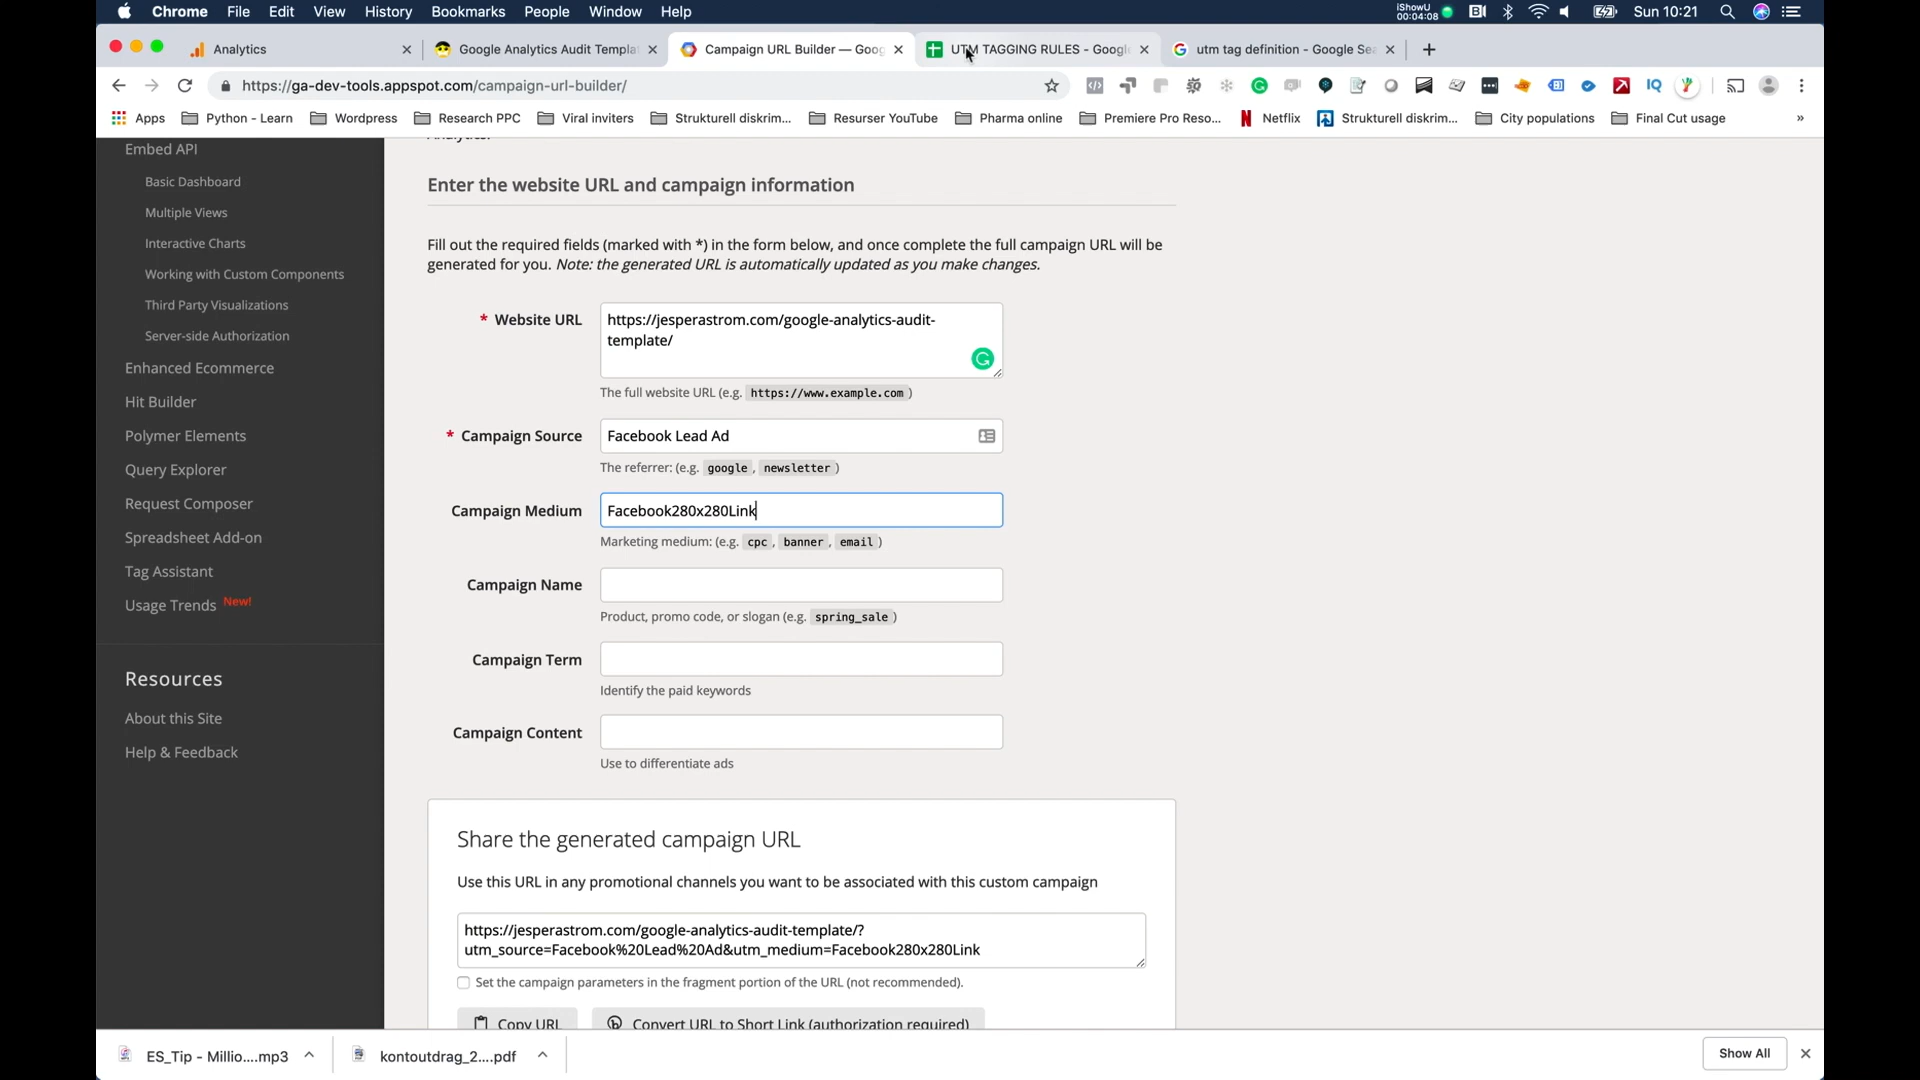 Chrome File Edit View History Bookmarks People Window Help iShowU 00:04:08 Sun 10:21
Analytics Google Analytics Audit Templa Campaign URL Builder — Goog UTM TAGGING RULES - Google utm tag definition - Google Sea
https://ga-dev-tools.appspot.com/campaign-url-builder/
Apps Python - Learn Wordpress Research PPC Viral inviters Strukturell diskrim... Resurser YouTube Pharma online Premiere Pro Reso... Netflix Strukturell diskrim... City populations Final Cut usage »
Embed API
Basic Dashboard
Multiple Views
Interactive Charts
Working with Custom Components
Third Party Visualizations
Server-side Authorization
Enhanced Ecommerce
Hit Builder
Polymer Elements
Query Explorer
Request Composer
Spreadsheet Add-on
Tag Assistant
Usage Trends New!
Resources
About this Site
Help & Feedback
Analytics.
Enter the website URL and campaign information
Fill out the required fields (marked with *) in the form below, and once complete the full campaign URL will be
generated for you. Note: the generated URL is automatically updated as you make changes.
* Website URL https://jesperastrom.com/google-analytics-audit-
template/
The full website URL (e.g. https://www.example.com )
* Campaign Source Facebook Lead Ad
The referrer: (e.g. google , newsletter )
Campaign Medium Facebook280x280Link
Marketing medium: (e.g. cpc , banner , email )
Campaign Name
Product, promo code, or slogan (e.g. spring_sale )
Campaign Term
Identify the paid keywords
Campaign Content
Use to differentiate ads
Share the generated campaign URL
Use this URL in any promotional channels you want to be associated with this custom campaign
https://jesperastrom.com/google-analytics-audit-template/?
utm_source=Facebook%20Lead%20Ad&utm_medium=Facebook280x280Link
Set the campaign parameters in the fragment portion of the URL (not recommended).
Copy URL Convert URL to Short Link (authorization required)
ES_Tip - Millio....mp3 kontoutdrag_2....pdf Show All